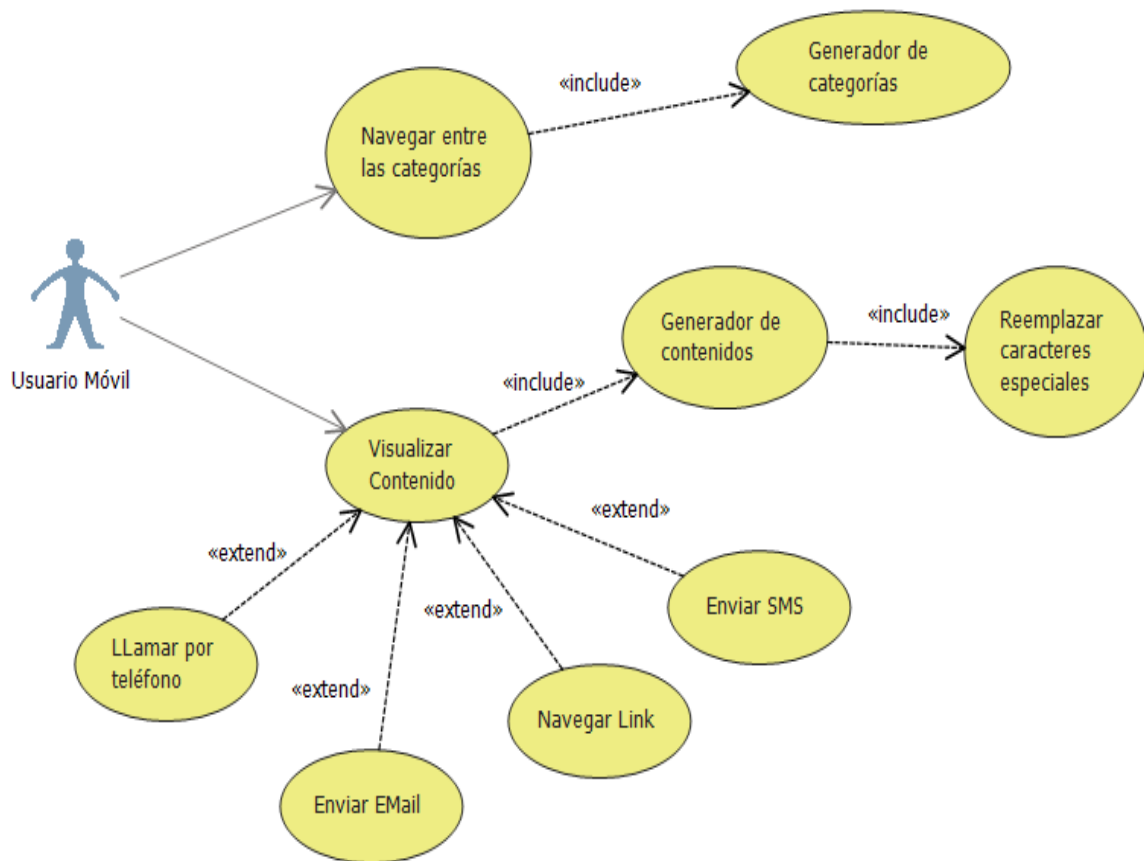 Generador de
categorías
«include»
Navegar entre
las categorías
Usuario Móvil
Generador de
contenidos
«include»
Reemplazar
caracteres
especiales
«include»
Visualizar
Contenido
«extend»
«extend»
«extend»
«extend»
Enviar SMS
LLamar por
teléfono
Navegar Link
Enviar EMail